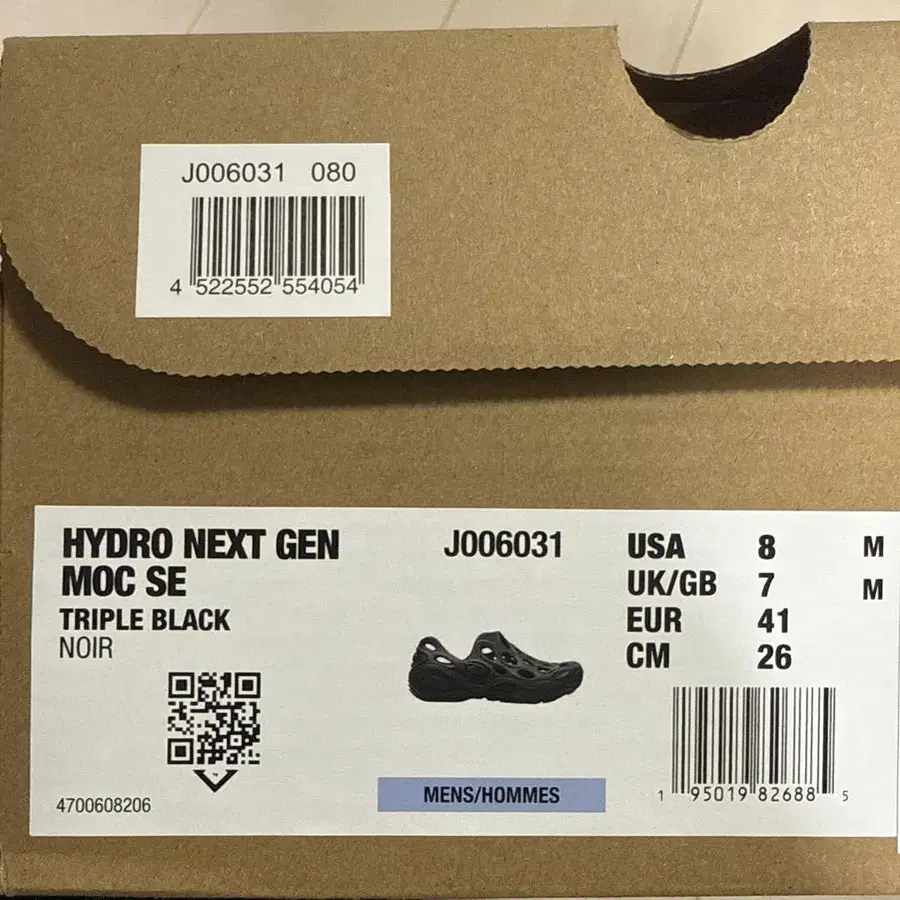 J006031 080
4 522552 554054
HYDRO NEXT GEN
MOC SE
TRIPLE BLACK
NOIR
4700608206
J006031
MENS/HOMMES
USA 8 M
UK/GB 7 M
EUR 41
CM 26
1 95019 82688 5